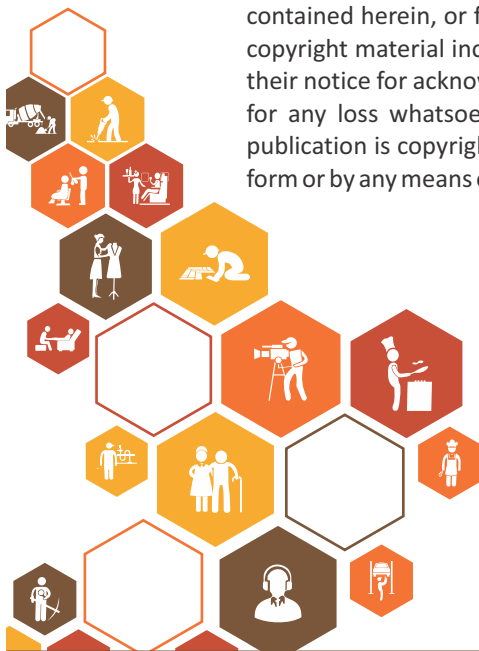 contained herein, or f
copyright material inc
their notice for acknow
for any loss whatsoe
publication is copyrigh
form or by any means